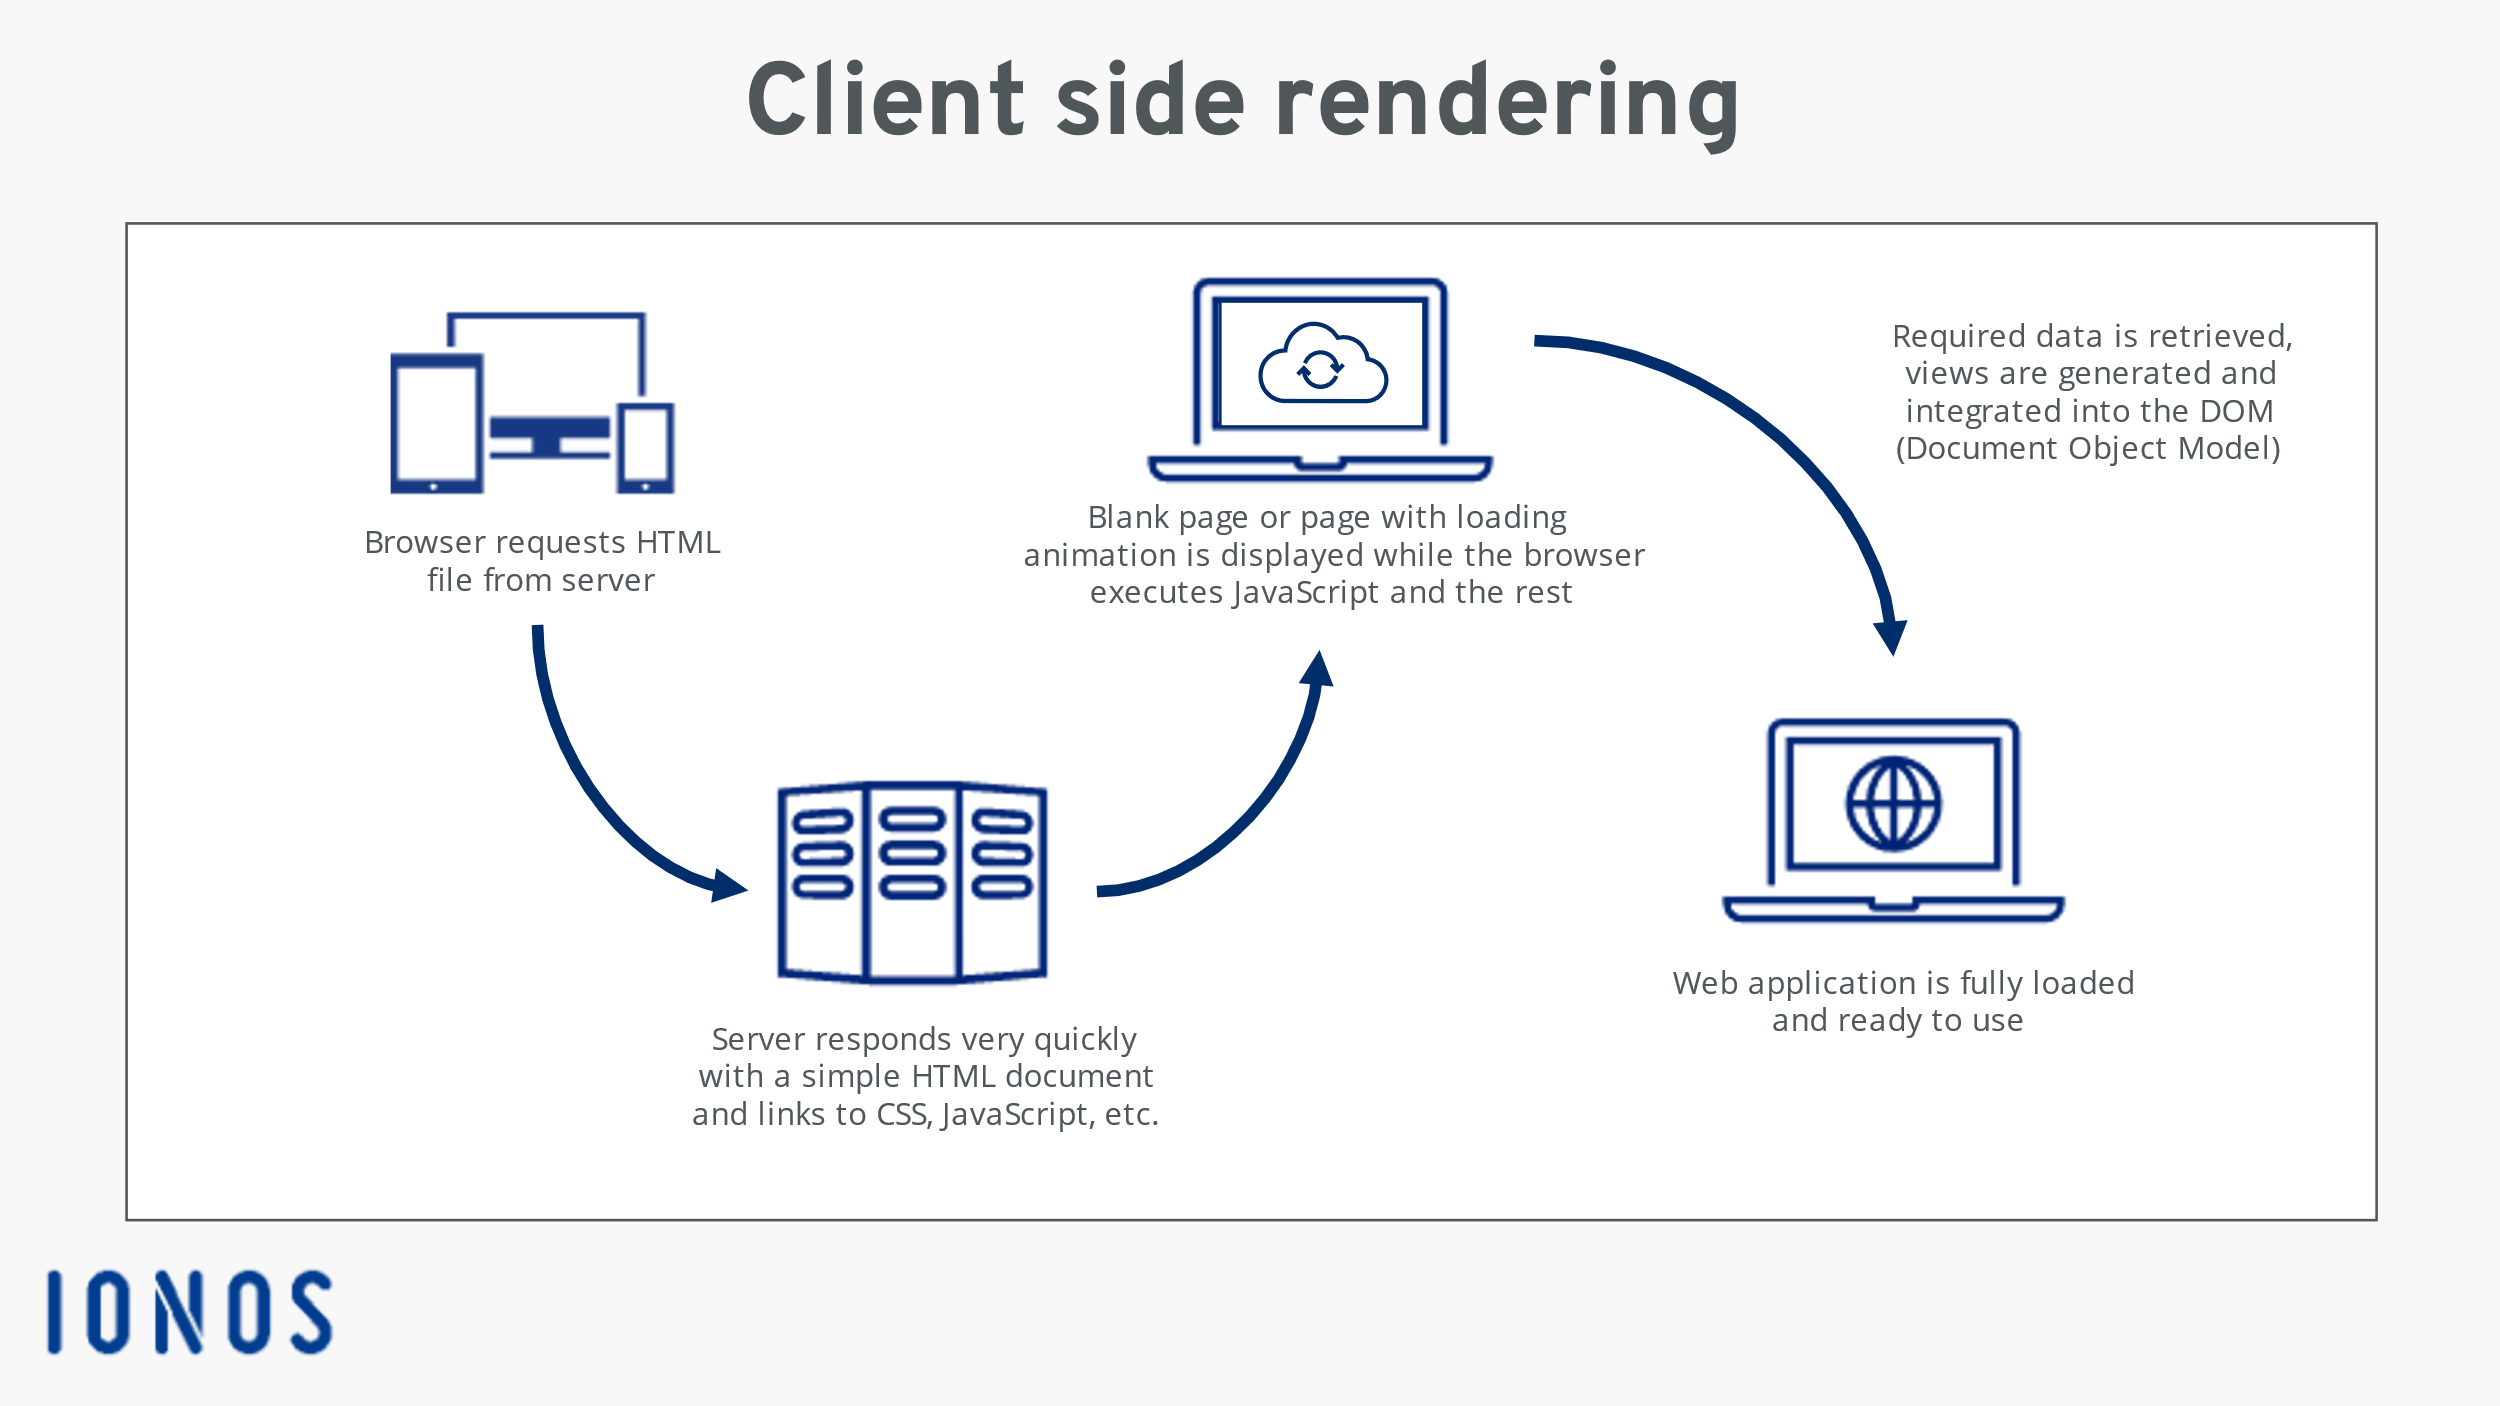 Client side rendering
Browser requests HTML
file from server
Server responds very quickly
with a simple HTML document
and links to CSS, JavaScript, etc.
Blank page or page with loading
animation is displayed while the browser
executes JavaScript and the rest
Required data is retrieved,
views are generated and
integrated into the DOM
(Document Object Model)
Web application is fully loaded
and ready to use
IONOS